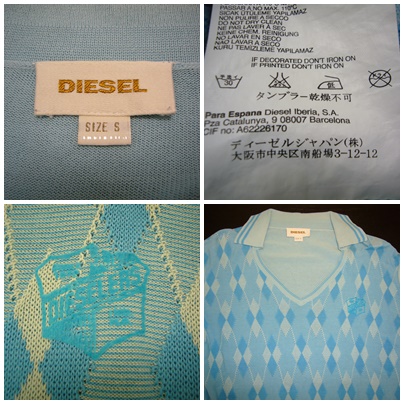 DIESEL
SIZE S
PASSAR A NO MAX. 110°C
SICAK ÜTÜLEME YAPILAMAZ
NON PULIRE A SECCO
DO NOT DRY CLEAN
NE PAS LAVER À SEC
KEINE CHEM. REINIGUNG
NO LAVAR EN SECO
NÃO LAVAR A SECO
KURU TEMIZLEME YAPILAMAZ
IF DECORATED DON'T IRON ON
IF PRINTED DON'T IRON ON
30
タンブラー乾燥不可
Para Espana Diesel Iberia, S.A.
Pza Catalunya, 9 08007 Barcelona
CIF no: A62226170
ディーゼルジャパン(株)
大阪市中央区南船場3-12-12
DIESEL